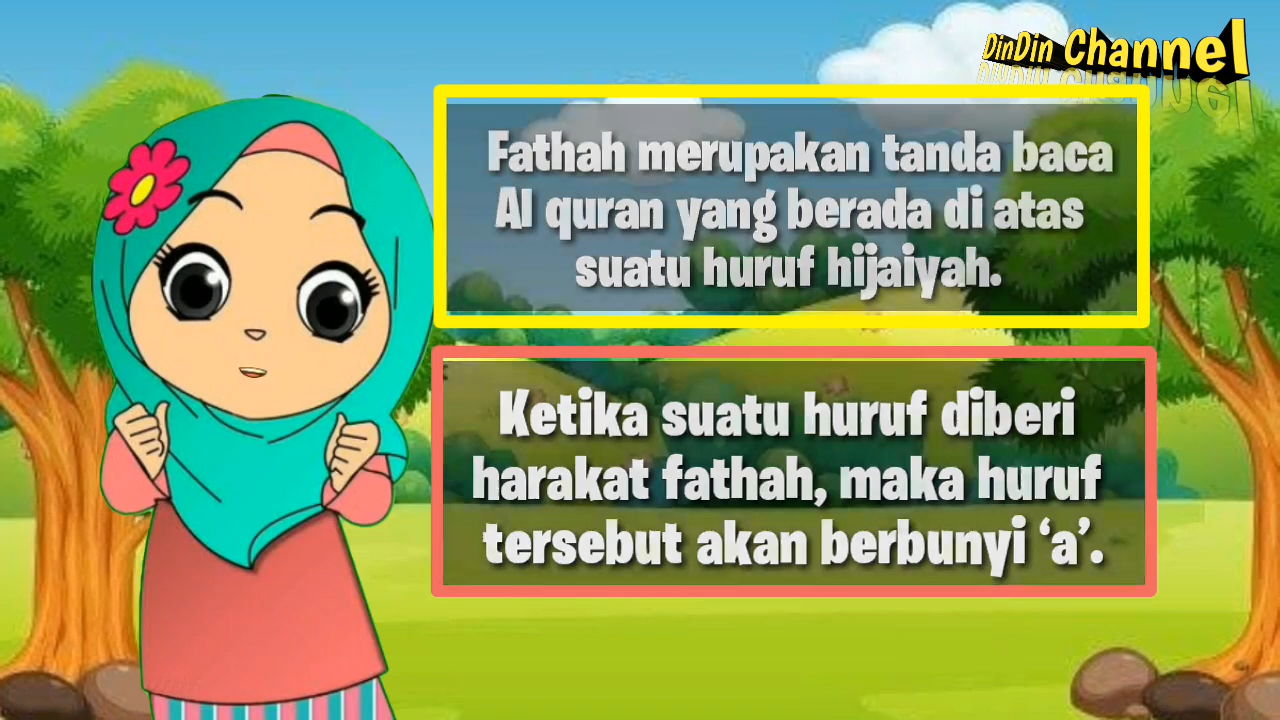 DinDin Channel
Fathah merupakan tanda baca
Al quran yang berada di atas
suatu huruf hijaiyah.
Ketika suatu huruf diberi
harakat fathah, maka huruf
tersebut akan berbunyi ‘a’.